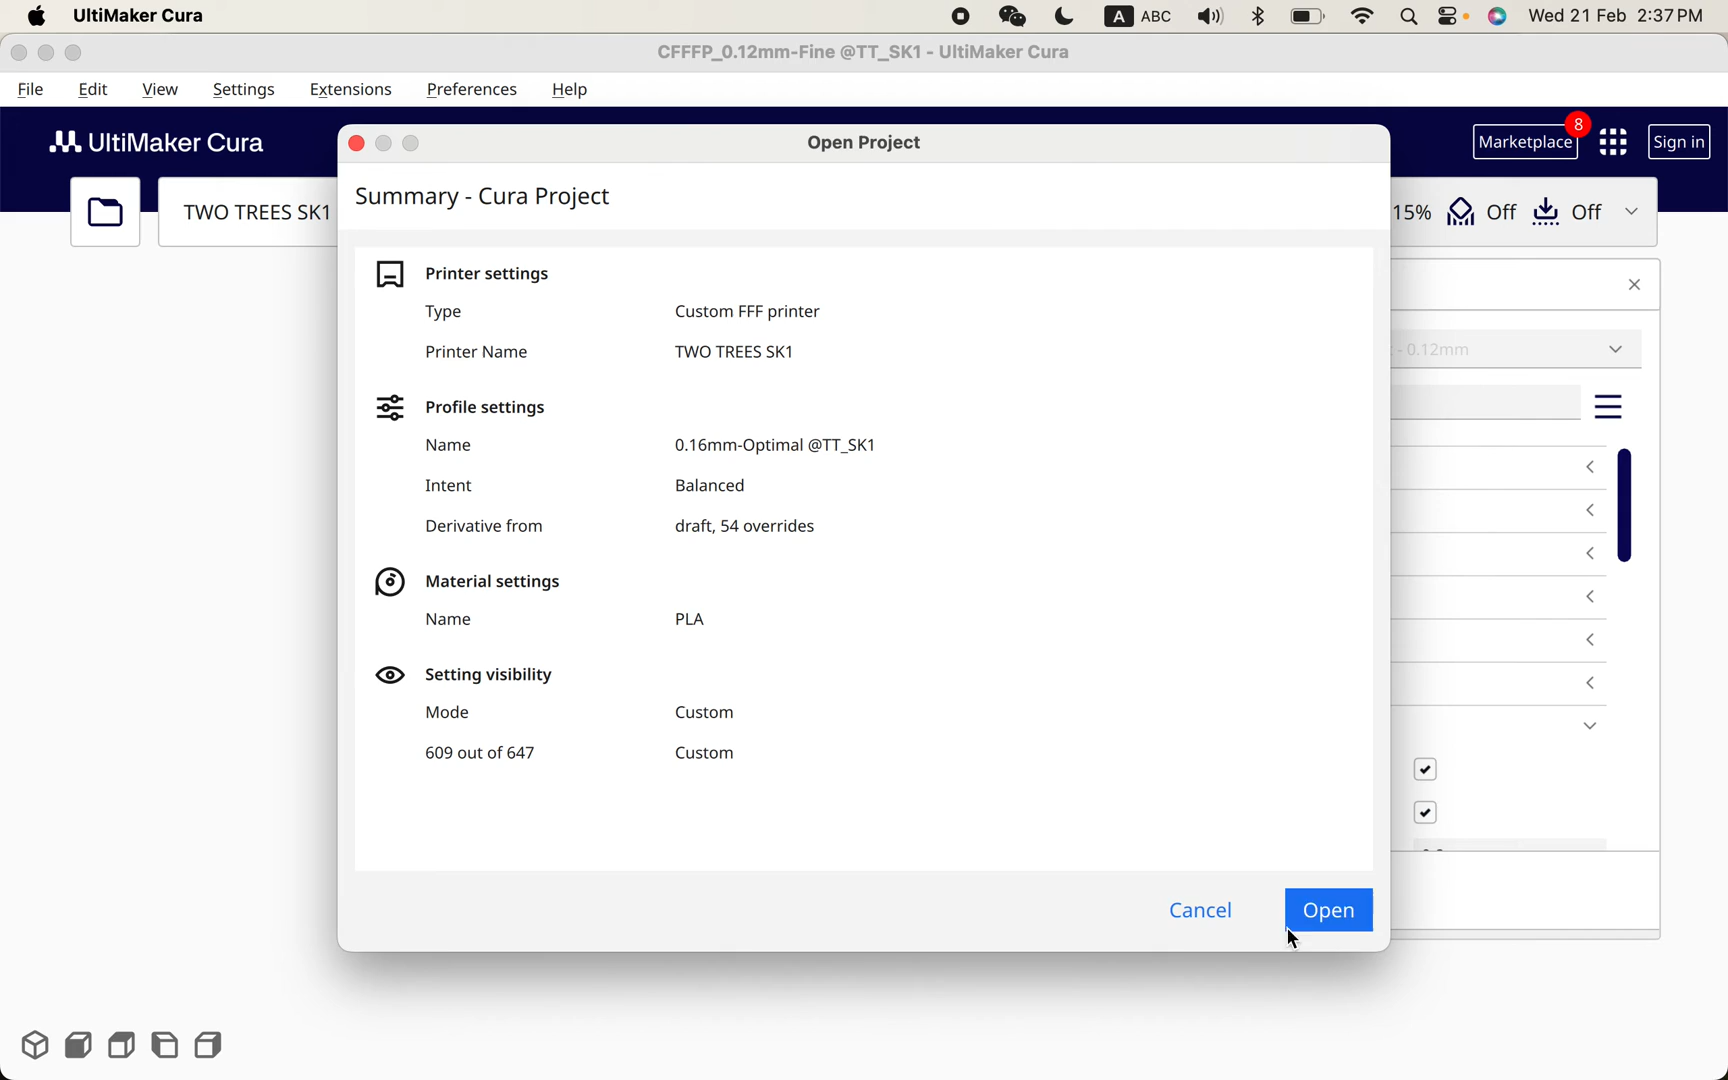 UltiMaker Cura
A ABC
Wed 21 Feb 2:37 PM
CFFFP_0.12mm-Fine @TT_SK1 - UltiMaker Cura
File Edit View Settings Extensions Preferences Help
UltiMaker Cura
Open Project
Marketplace
8
Sign in
TWO TREES SK1
Summary - Cura Project
15% Off Off
Printer settings
Type Custom FFF printer
Printer Name TWO TREES SK1
- 0.12mm
Profile settings
Name 0.16mm-Optimal @TT_SK1
Intent Balanced
Derivative from draft, 54 overrides
Material settings
Name PLA
Setting visibility
Mode Custom
609 out of 647 Custom
Cancel Open